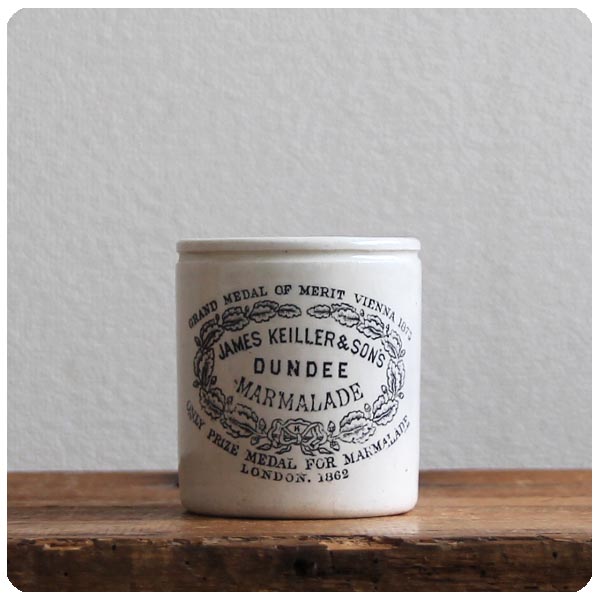 GRAND MEDAL OF MERIT VIENNA 1873
JAMES KEILLER & SONS
DUNDEE
MARMALADE
ONLY PRIZE MEDAL FOR MARMALADE
LONDON. 1862